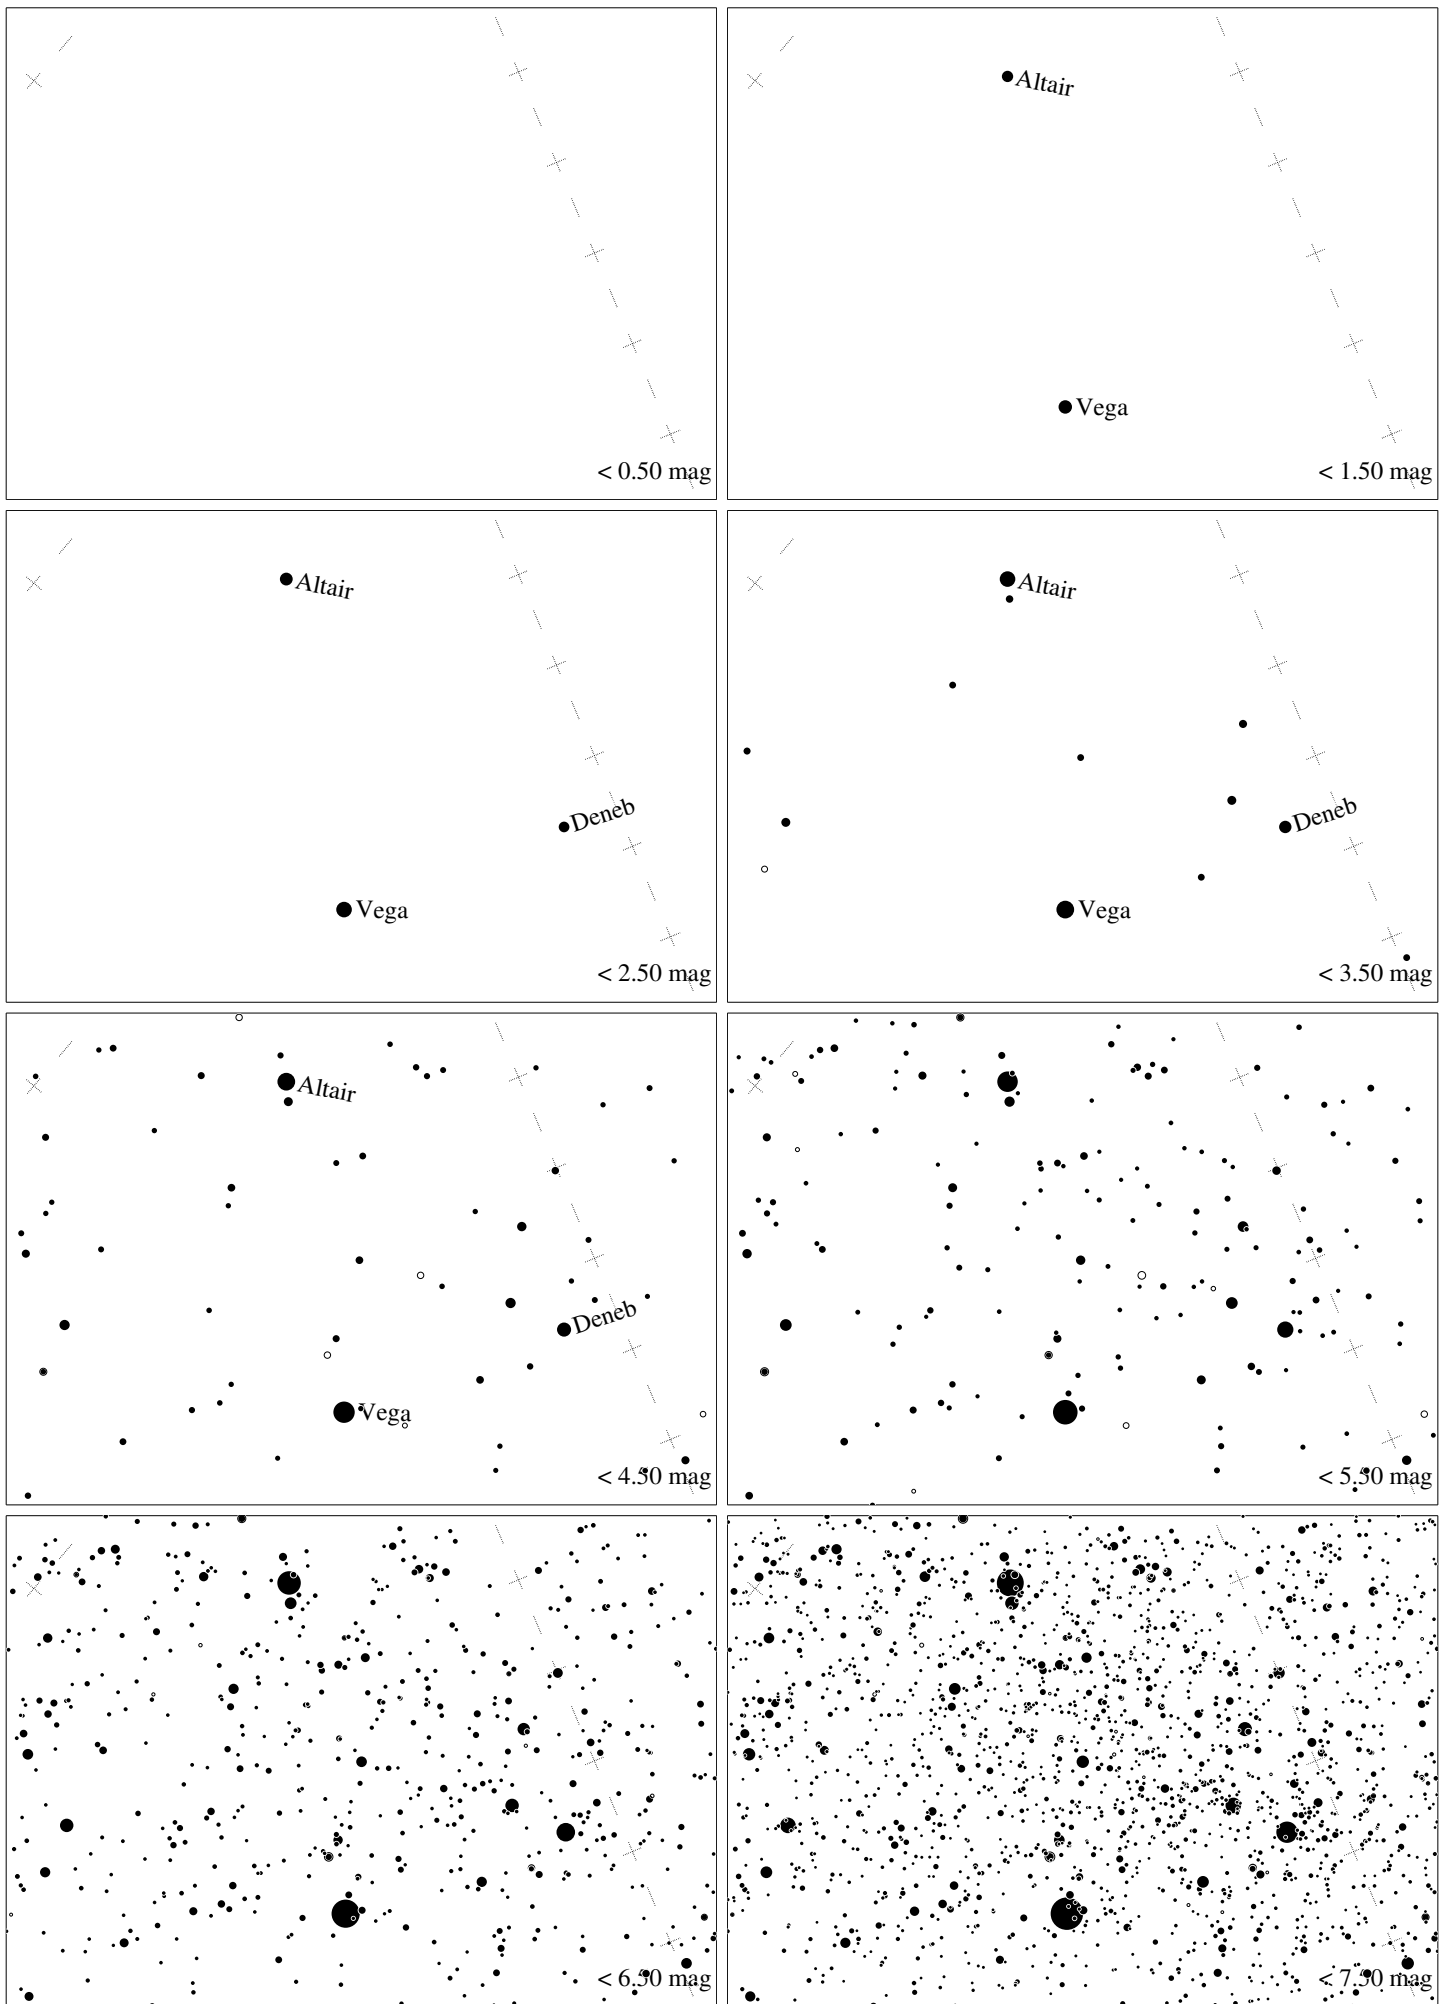 < 0.50 mag
Altair
Vega
< 1.50 mag
Altair
Deneb
Vega
< 2.50 mag
Altair
Deneb
Vega
< 3.50 mag
Altair
Deneb
Vega
< 4.50 mag
< 5.50 mag
< 6.50 mag
< 7.50 mag